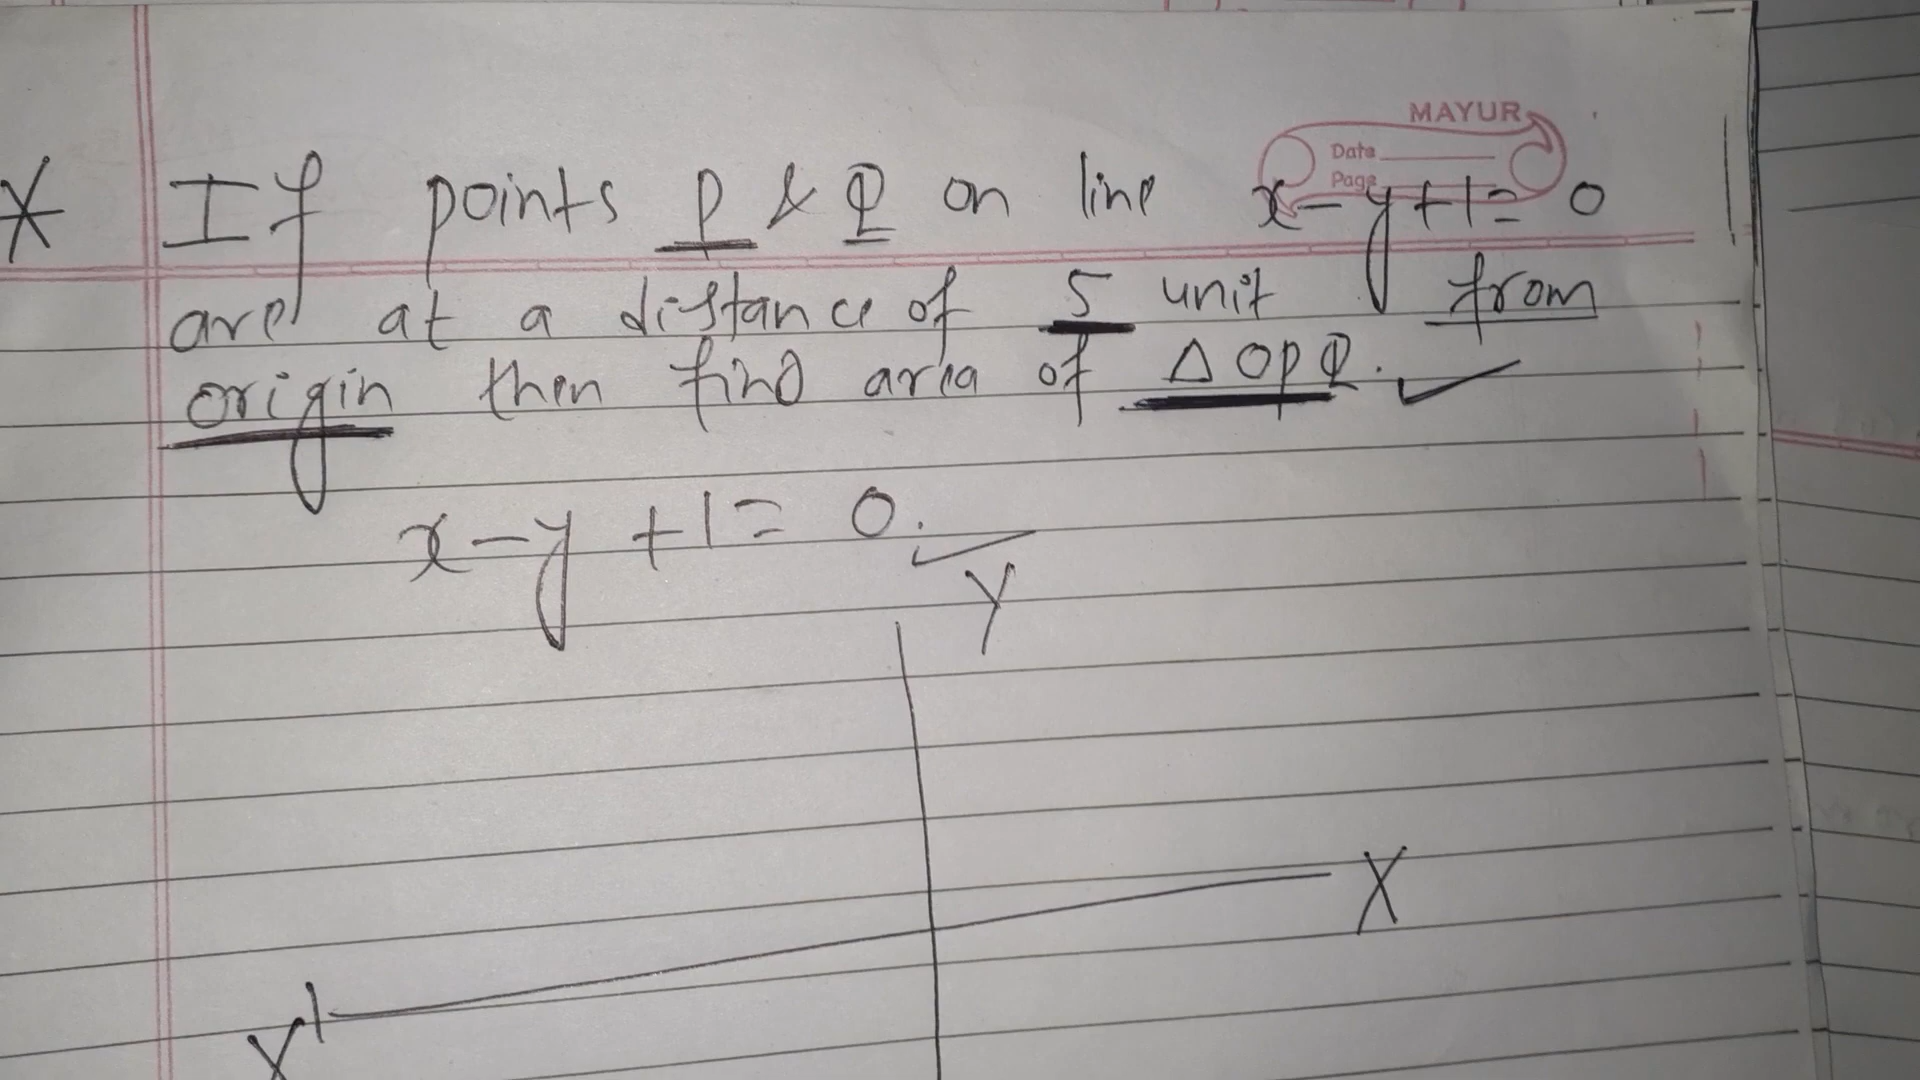 MAYUR
Date
Page
* If points P & Q on line x-y+1=0
are at a distance of 5 unit from
origin then find area of △OPQ.
x-y+1=0.
Y
X
X'